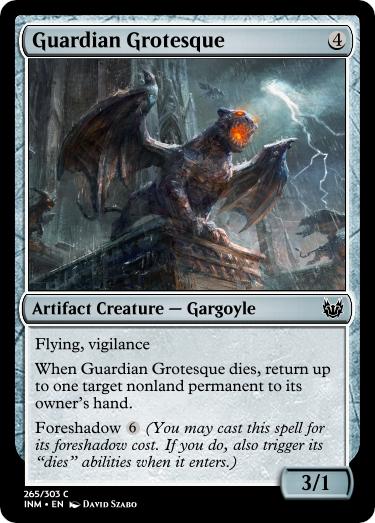 Guardian Grotesque 4
Artifact Creature — Gargoyle
Flying, vigilance
When Guardian Grotesque dies, return up
to one target nonland permanent to its
owner's hand.
Foreshadow 6 (You may cast this spell for
its foreshadow cost. If you do, also trigger its
"dies" abilities when it enters.)
3/1
265/303 C
INM • EN David Szabo